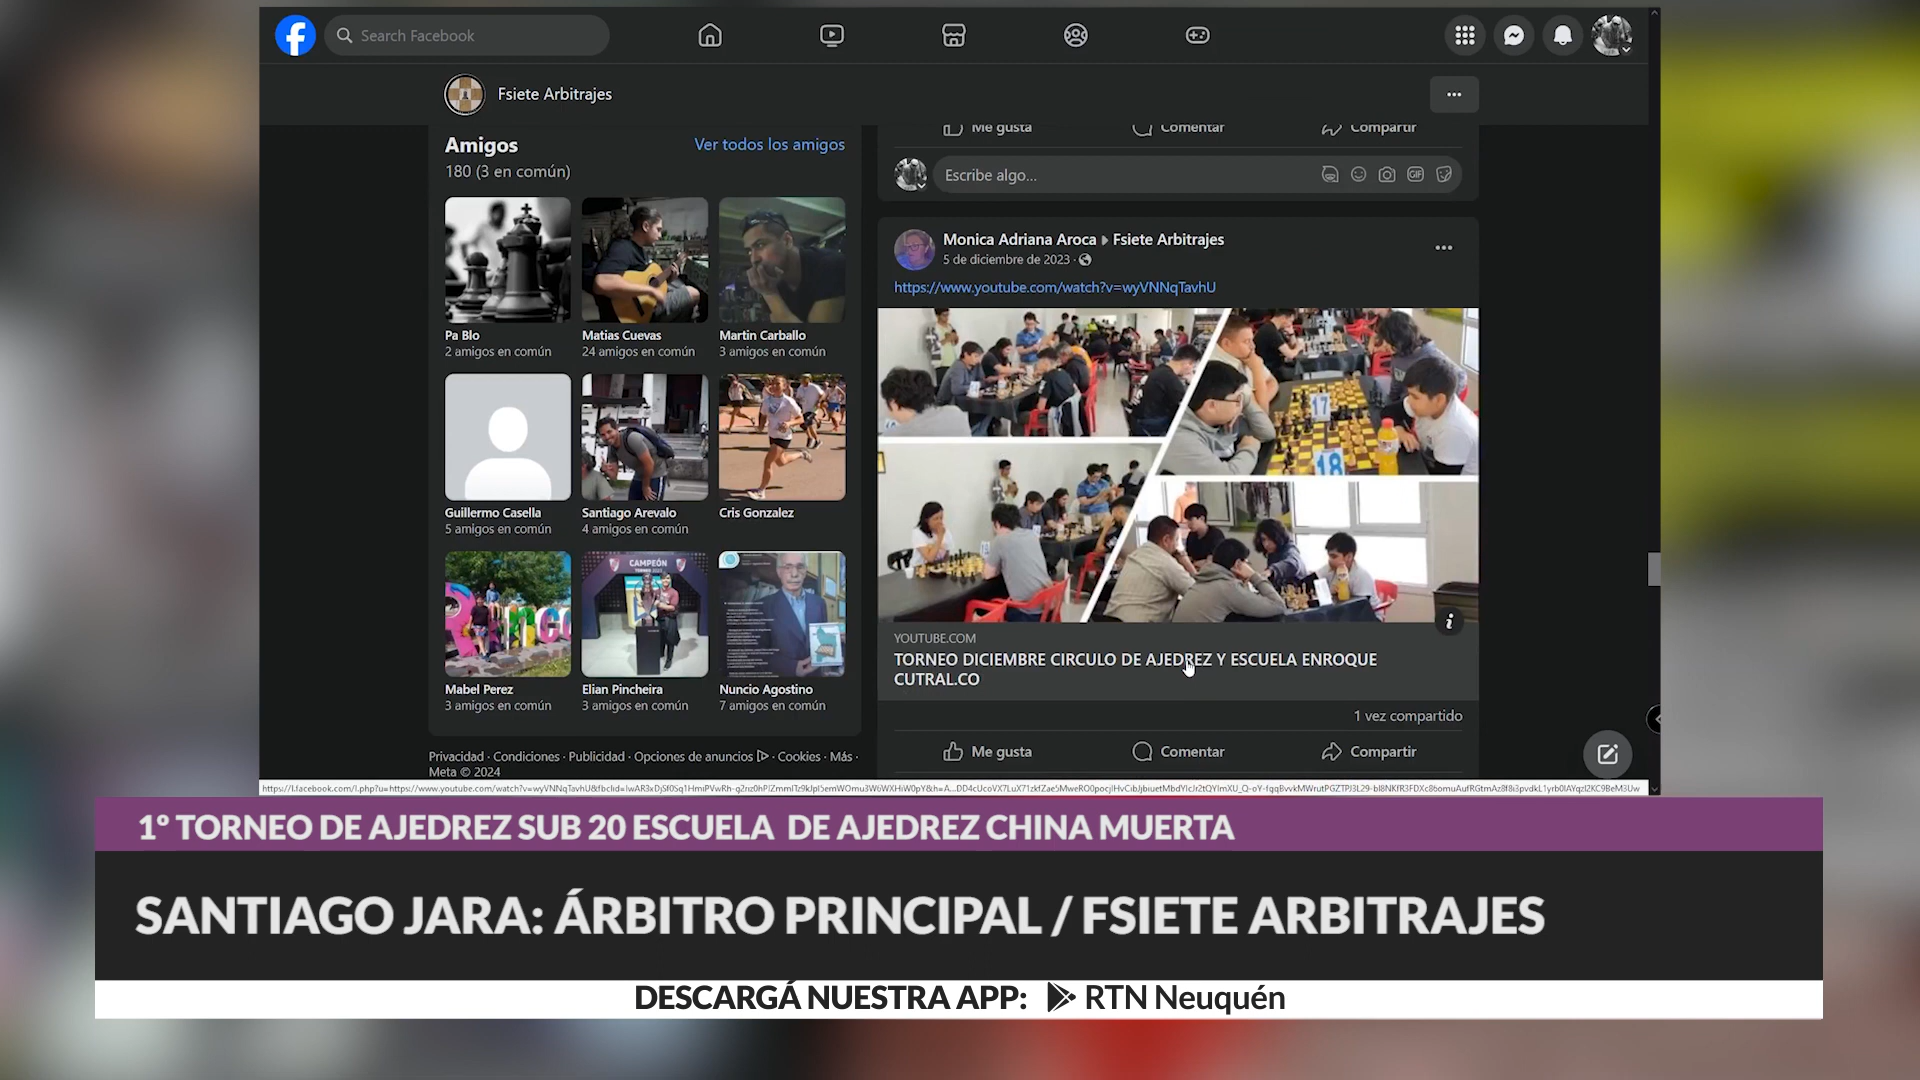 Search Facebook
Fsiete Arbitrajes
Amigos
Ver todos los amigos
180 (3 en común)
Pa Blo
2 amigos en común
Matias Cuevas
24 amigos en común
Martin Carballo
3 amigos en común
Guillermo Casella
5 amigos en común
Santiago Arevalo
4 amigos en común
Cris Gonzalez
CAMPEÓN
Mabel Perez
3 amigos en común
Elian Pincheira
3 amigos en común
Nuncio Agostino
7 amigos en común
Privacidad · Condiciones · Publicidad · Opciones de anuncios · Cookies · Más ·
Meta © 2024
Me gusta
Comentar
Compartir
Escribe algo...
GIF
Monica Adriana Aroca Fsiete Arbitrajes
5 de diciembre de 2023 ·
https://www.youtube.com/watch?v=wyVNNqTavhU
17
18
YOUTUBE.COM
TORNEO DICIEMBRE CIRCULO DE AJEDREZ Y ESCUELA ENROQUE
CUTRAL.CO
1 vez compartido
Me gusta
Comentar
Compartir
1º TORNEO DE AJEDREZ SUB 20 ESCUELA DE AJEDREZ CHINA MUERTA
SANTIAGO JARA: ÁRBITRO PRINCIPAL / FSIETE ARBITRAJES
DESCARGÁ NUESTRA APP: RTN Neuquén